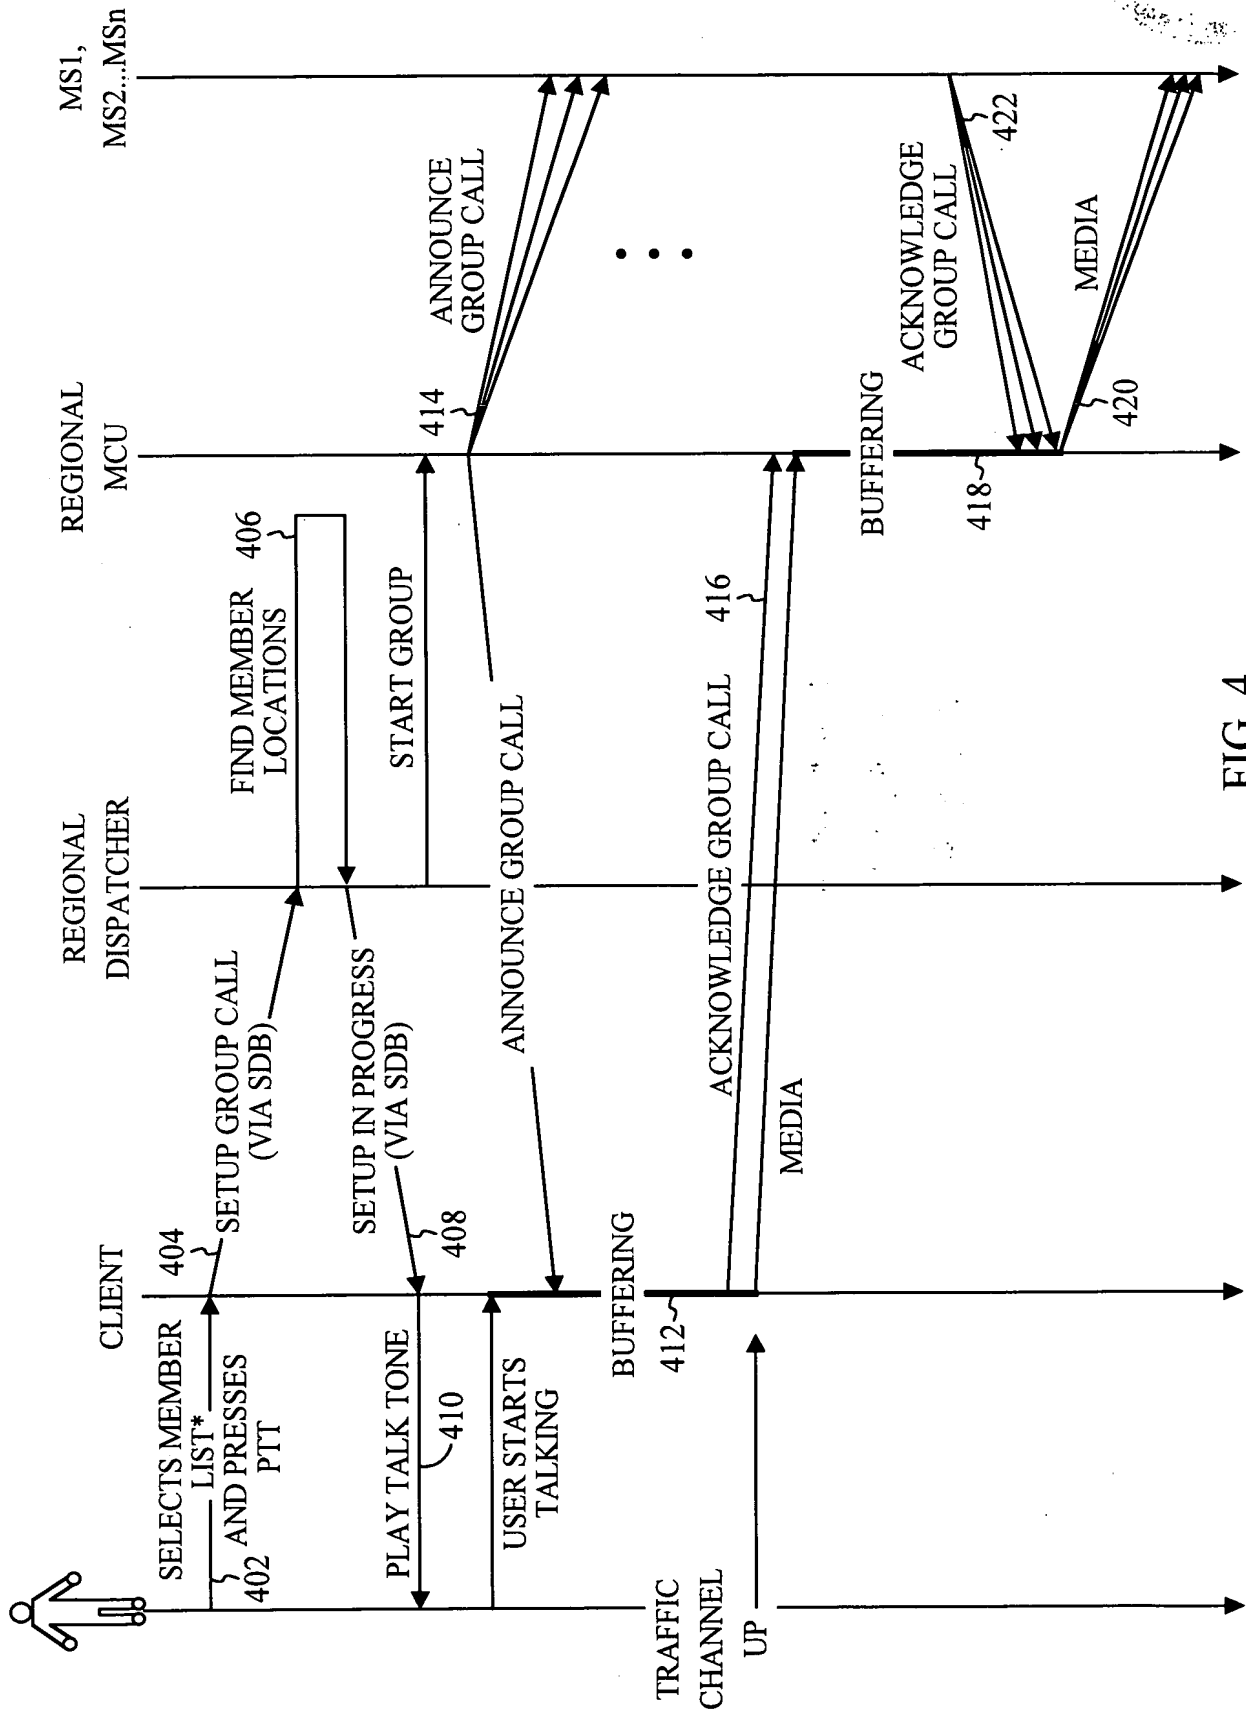 CLIENT
REGIONAL
DISPATCHER
REGIONAL
MCU
MS1,
MS2...MSn
SELECTS MEMBER
LIST*
AND PRESSES
PTT
402
404
SETUP GROUP CALL
(VIA SDB)
FIND MEMBER
LOCATIONS
406
SETUP IN PROGRESS
(VIA SDB)
408
PLAY TALK TONE
410
START GROUP
414
ANNOUNCE
GROUP CALL
USER STARTS
TALKING
ANNOUNCE GROUP CALL
BUFFERING
412
TRAFFIC
CHANNEL
UP
ACKNOWLEDGE GROUP CALL
416
MEDIA
BUFFERING
418
ACKNOWLEDGE
GROUP CALL
422
MEDIA
420
FIG. 4